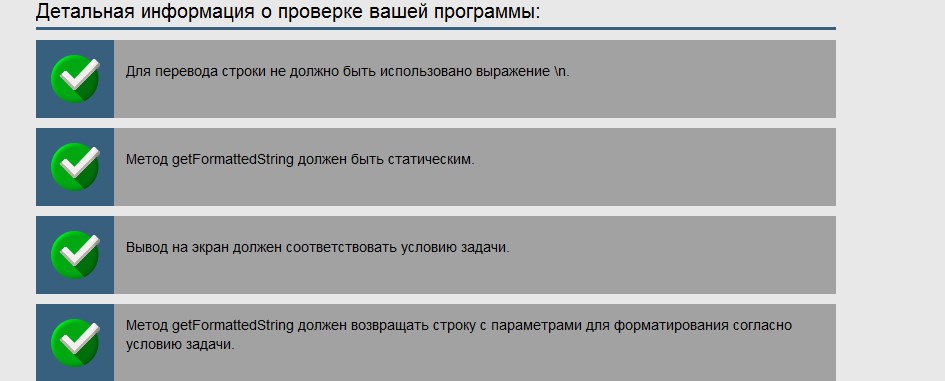 Детальная информация о проверке вашей программы:
Для перевода строки не должно быть использовано выражение \n.
Метод getFormattedString должен быть статическим.
Вывод на экран должен соответствовать условию задачи.
Метод getFormattedString должен возвращать строку с параметрами для форматирования согласно
условию задачи.